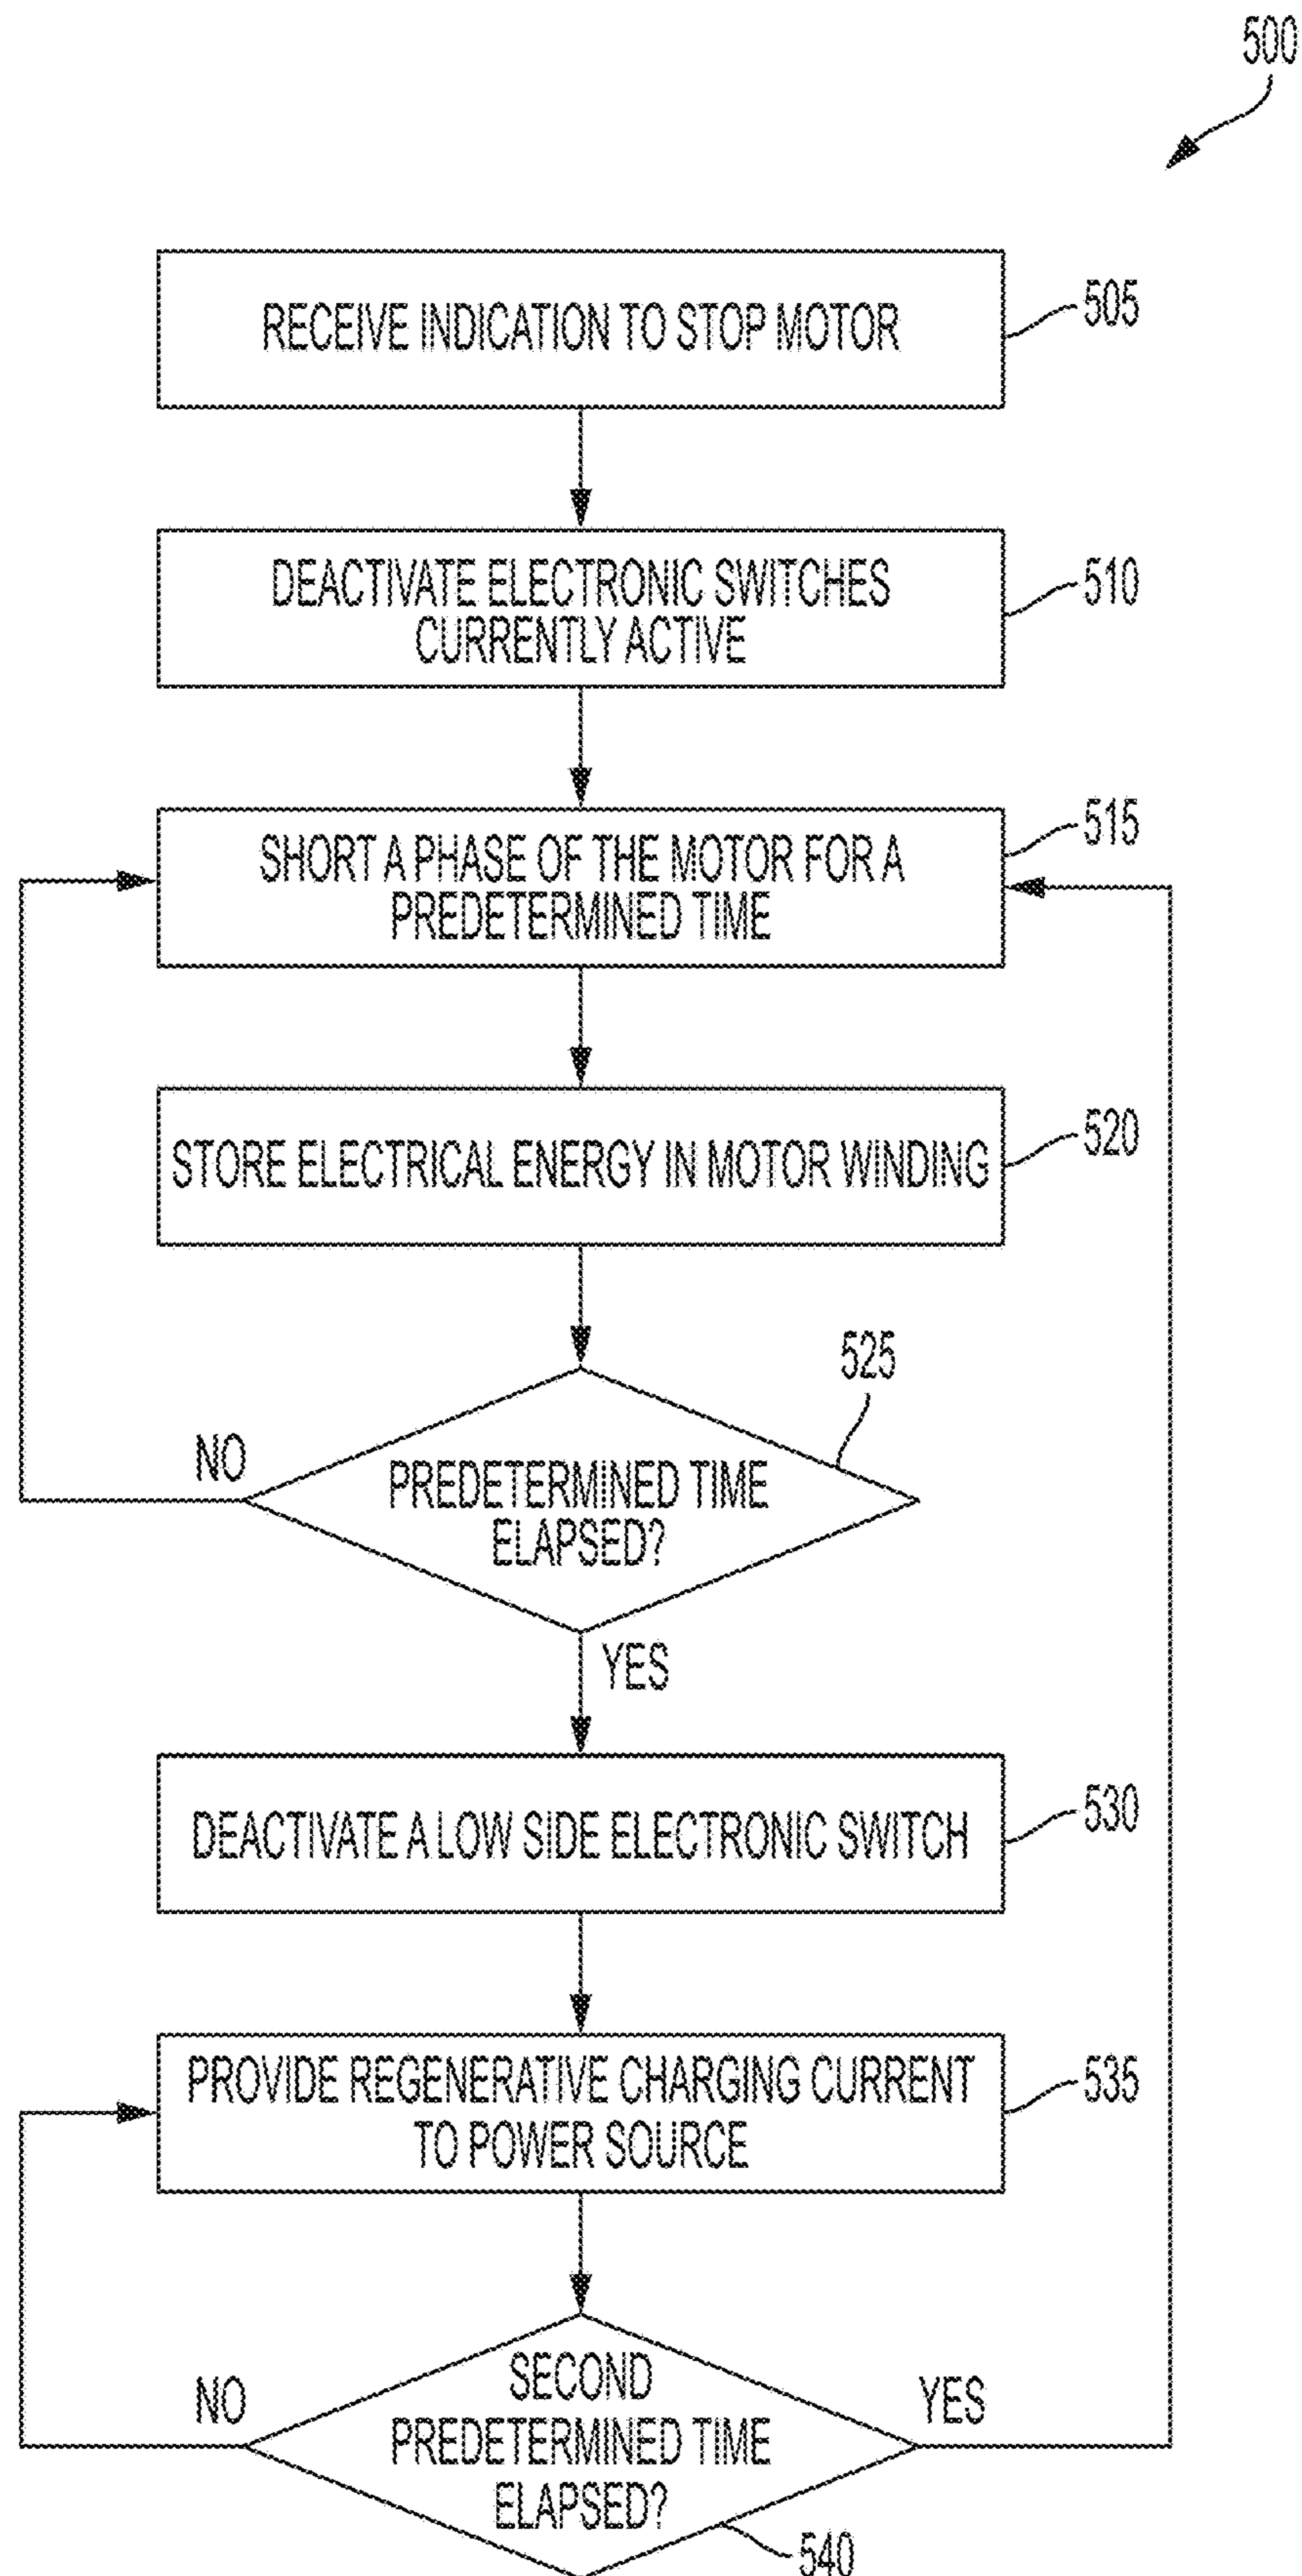 500
RECEIVE INDICATION TO STOP MOTOR
505
DEACTIVATE ELECTRONIC SWITCHES
CURRENTLY ACTIVE
510
SHORT A PHASE OF THE MOTOR FOR A
PREDETERMINED TIME
515
STORE ELECTRICAL ENERGY IN MOTOR WINDING
520
525
NO
PREDETERMINED TIME
ELAPSED?
YES
DEACTIVATE A LOW SIDE ELECTRONIC SWITCH
530
PROVIDE REGENERATIVE CHARGING CURRENT
TO POWER SOURCE
535
NO
SECOND
PREDETERMINED TIME
ELAPSED?
YES
540